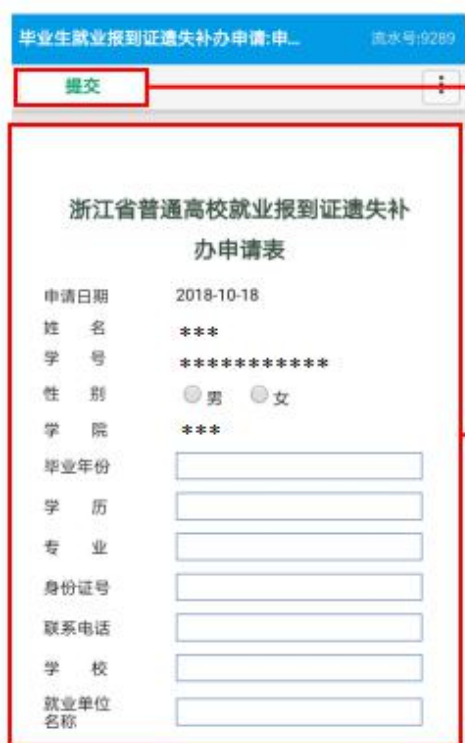 毕业生就业报到证遗失补办申请:申... 流水号:9289
提交
浙江省普通高校就业报到证遗失补
办申请表
申请日期 2018-10-18
姓 名 ***
学 号 ***********
性 别 男 女
学 院 ***
毕业年份
学 历
专 业
身份证号
联系电话
学 校
就业单位
名称